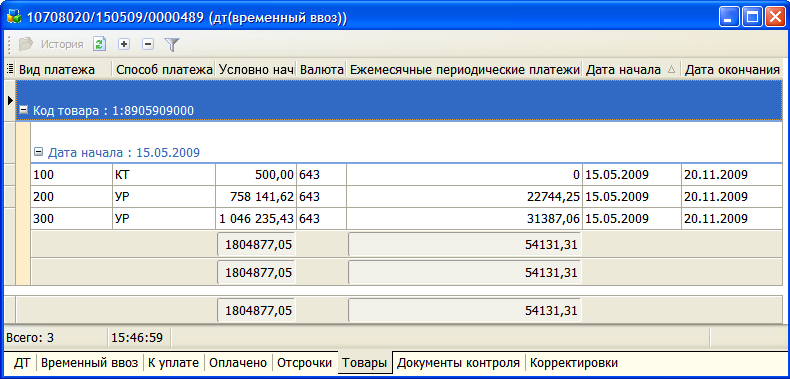 10708020/150509/0000489 (дт(временный ввоз))
История
Вид платежа Способ платежа Условно нач Валюта Ежемесячные периодические платежи Дата начала Дата окончания
Код товара : 1:8905909000
Дата начала : 15.05.2009
100 КТ 500,00 643 0 15.05.2009 20.11.2009
200 УР 758 141,62 643 22744,25 15.05.2009 20.11.2009
300 УР 1 046 235,43 643 31387,06 15.05.2009 20.11.2009
1804877,05 54131,31
1804877,05 54131,31
1804877,05 54131,31
Всего: 3 15:46:59
ДТ Временный ввоз К уплате Оплачено Отсрочки Товары Документы контроля Корректировки